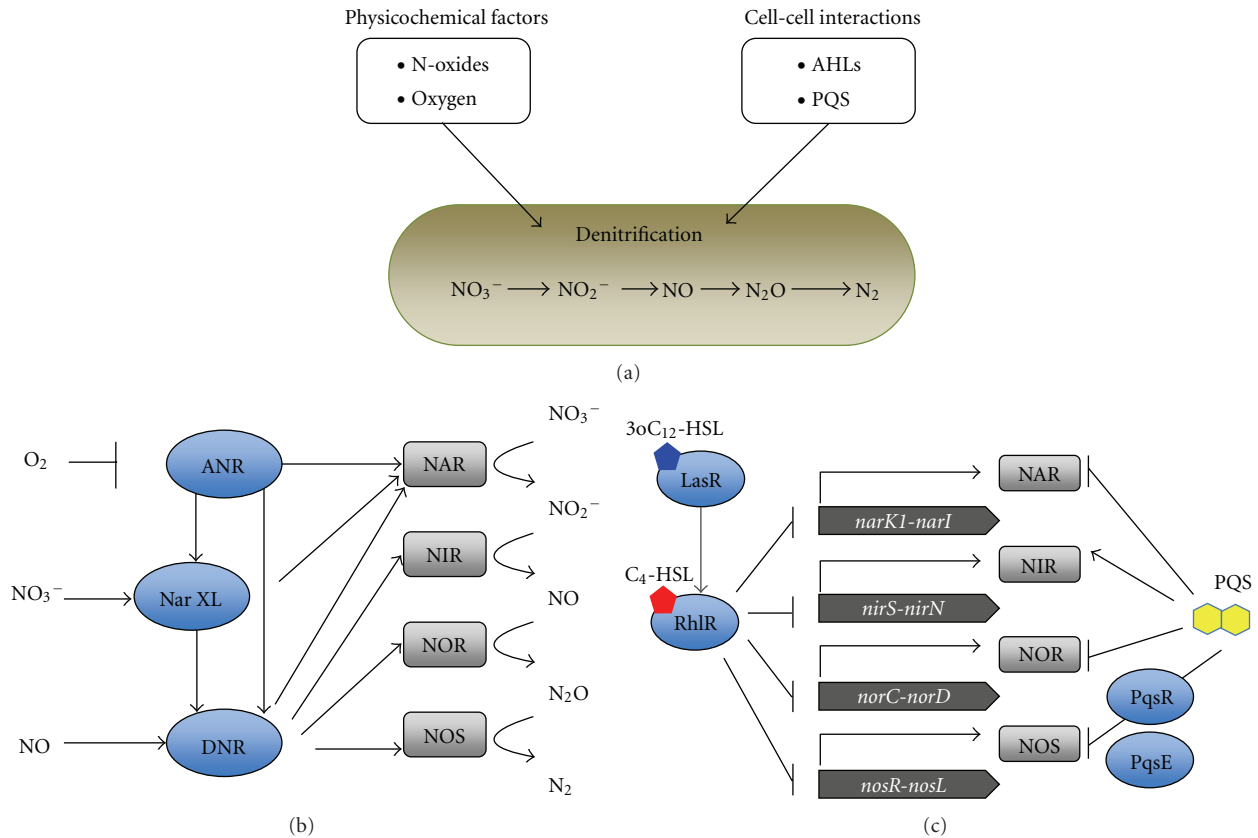 Physicochemical factors
• N-oxides
• Oxygen
Cell-cell interactions
• AHLs
• PQS
Denitrification
NO₃⁻ NO₂⁻ NO N₂O N₂
(a)
O₂
NO₃⁻
NO
ANR
Nar XL
DNR
NAR
NIR
NOR
NOS
NO₃⁻
NO₂⁻
NO
N₂O
N₂
(b)
3oC₁₂-HSL
LasR
C₄-HSL
RhlR
narK1-narI
nirS-nirN
norC-norD
nosR-nosL
NAR
NIR
NOR
NOS
PQS
PqsR
PqsE
(c)